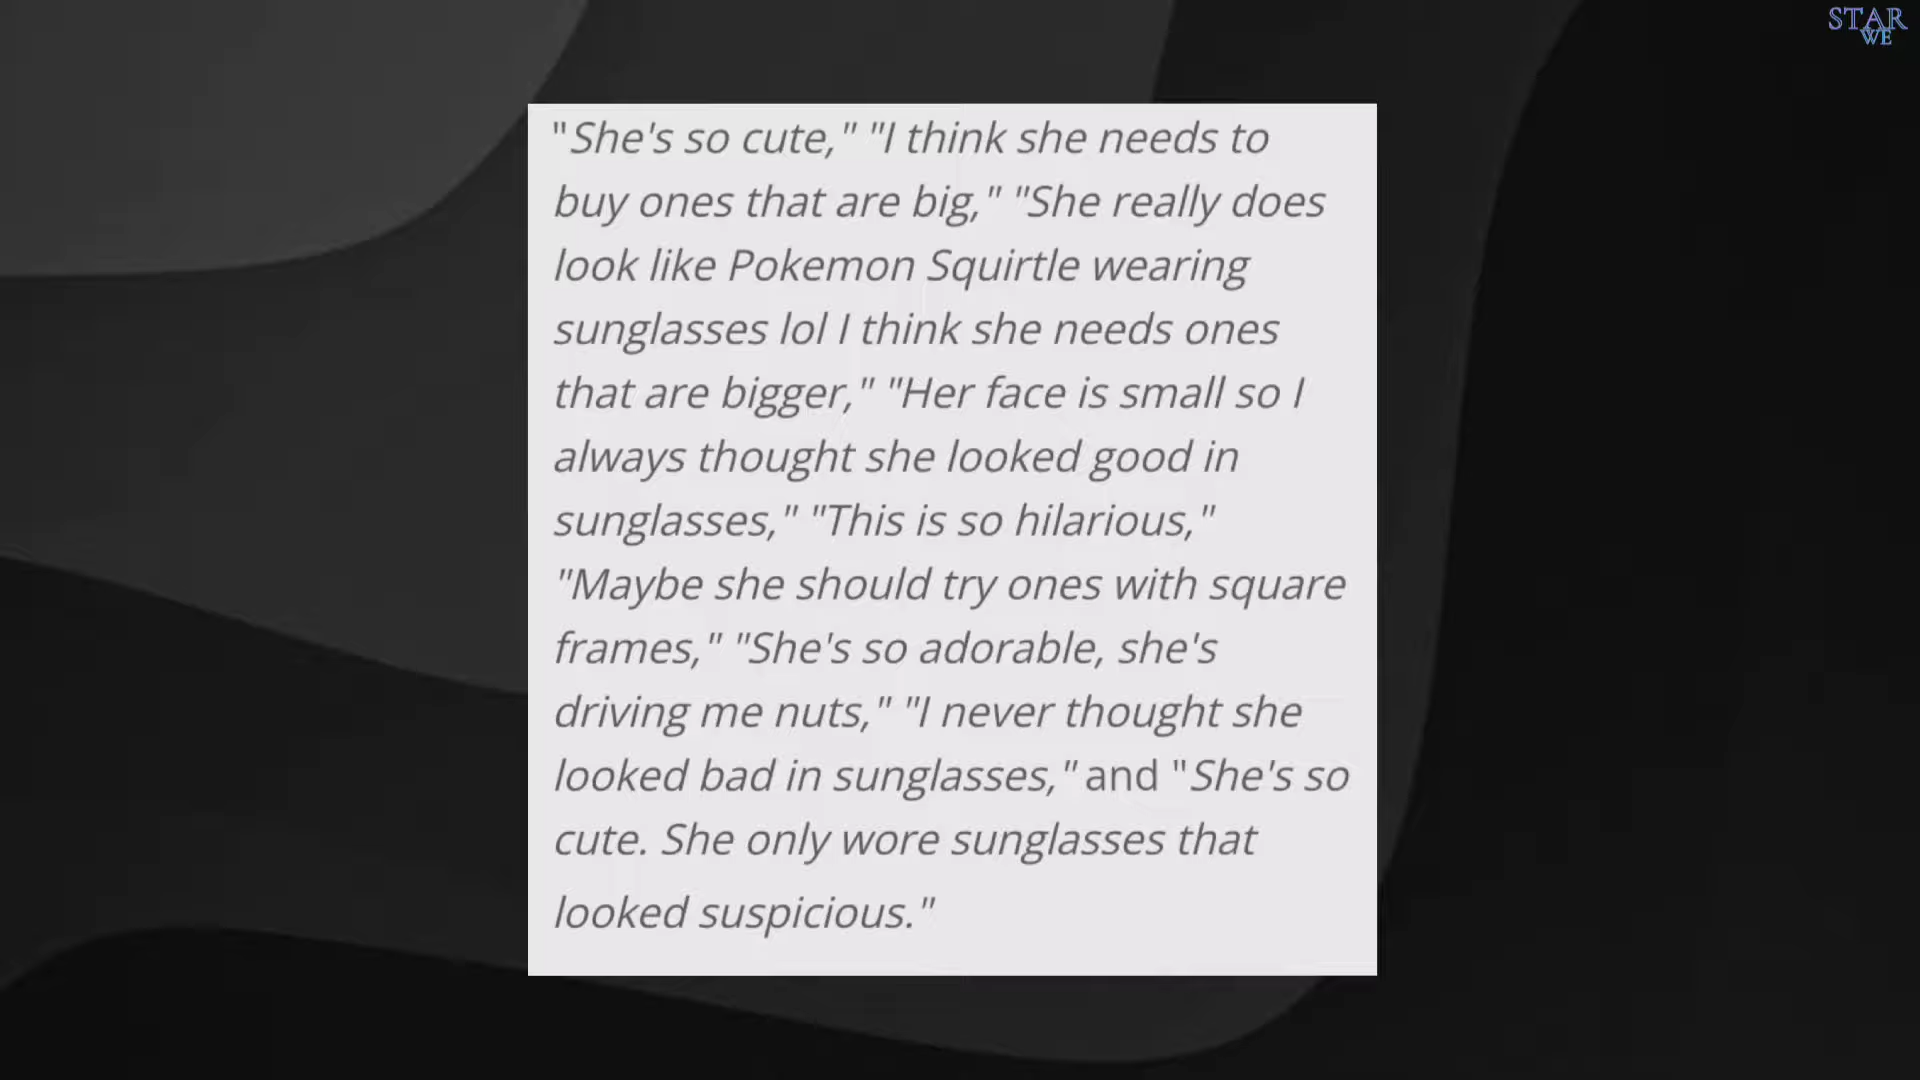 STAR
WE
"She's so cute," "I think she needs to
buy ones that are big," "She really does
look like Pokemon Squirtle wearing
sunglasses lol I think she needs ones
that are bigger," "Her face is small so I
always thought she looked good in
sunglasses," "This is so hilarious,"
"Maybe she should try ones with square
frames," "She's so adorable, she's
driving me nuts," "I never thought she
looked bad in sunglasses," and "She's so
cute. She only wore sunglasses that
looked suspicious."